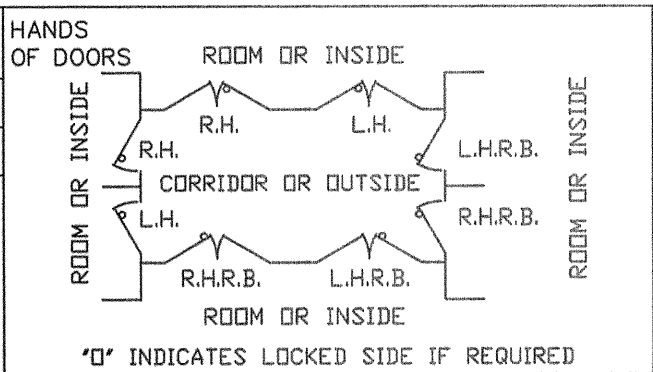 HANDS
OF DOORS
ROOM OR INSIDE
R.H.
L.H.
ROOM OR INSIDE
R.H.
L.H.R.B.
ROOM OR INSIDE
CORRIDOR OR OUTSIDE
L.H.
R.H.R.B.
R.H.R.B.
L.H.R.B.
ROOM OR INSIDE
"O" INDICATES LOCKED SIDE IF REQUIRED